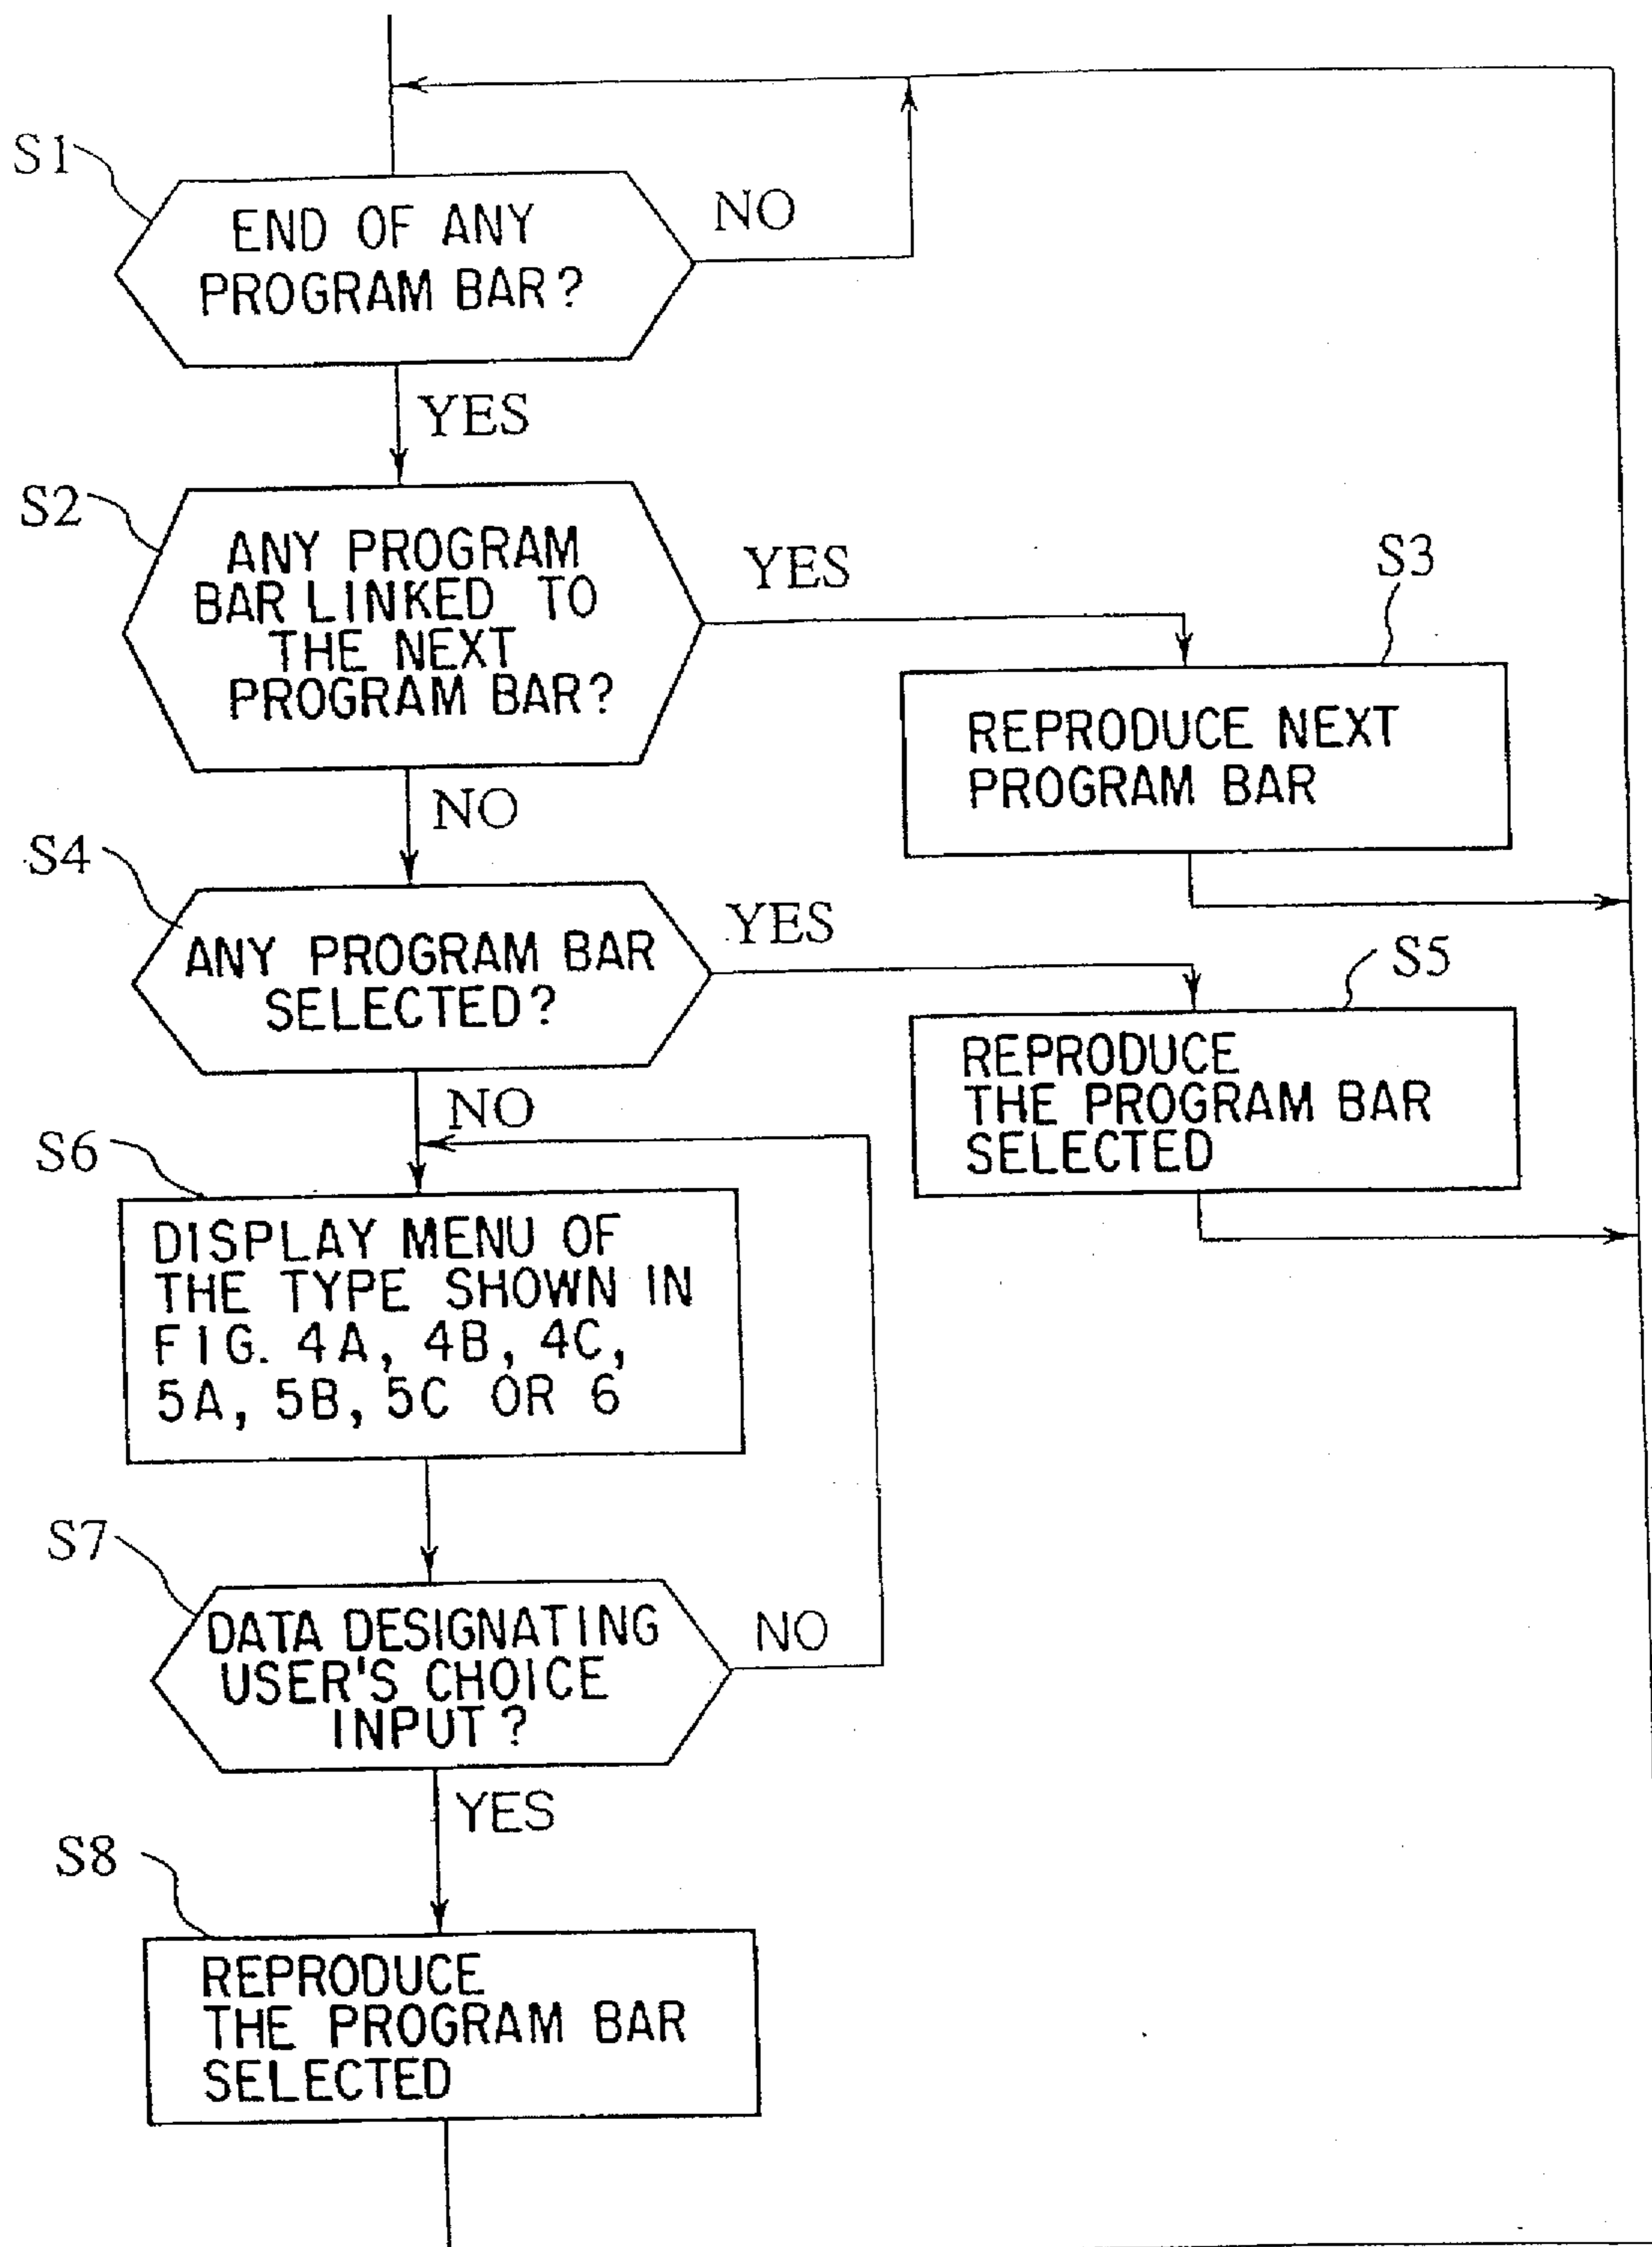 S1
END OF ANY
PROGRAM BAR?
NO
YES
S2
ANY PROGRAM
BAR LINKED TO
THE NEXT
PROGRAM BAR?
YES
S3
REPRODUCE NEXT
PROGRAM BAR
NO
S4
ANY PROGRAM BAR
SELECTED?
YES
S5
REPRODUCE
THE PROGRAM BAR
SELECTED
NO
S6
DISPLAY MENU OF
THE TYPE SHOWN IN
FIG. 4A, 4B, 4C,
5A, 5B, 5C OR 6
S7
DATA DESIGNATING
USER'S CHOICE
INPUT?
NO
YES
S8
REPRODUCE
THE PROGRAM BAR
SELECTED